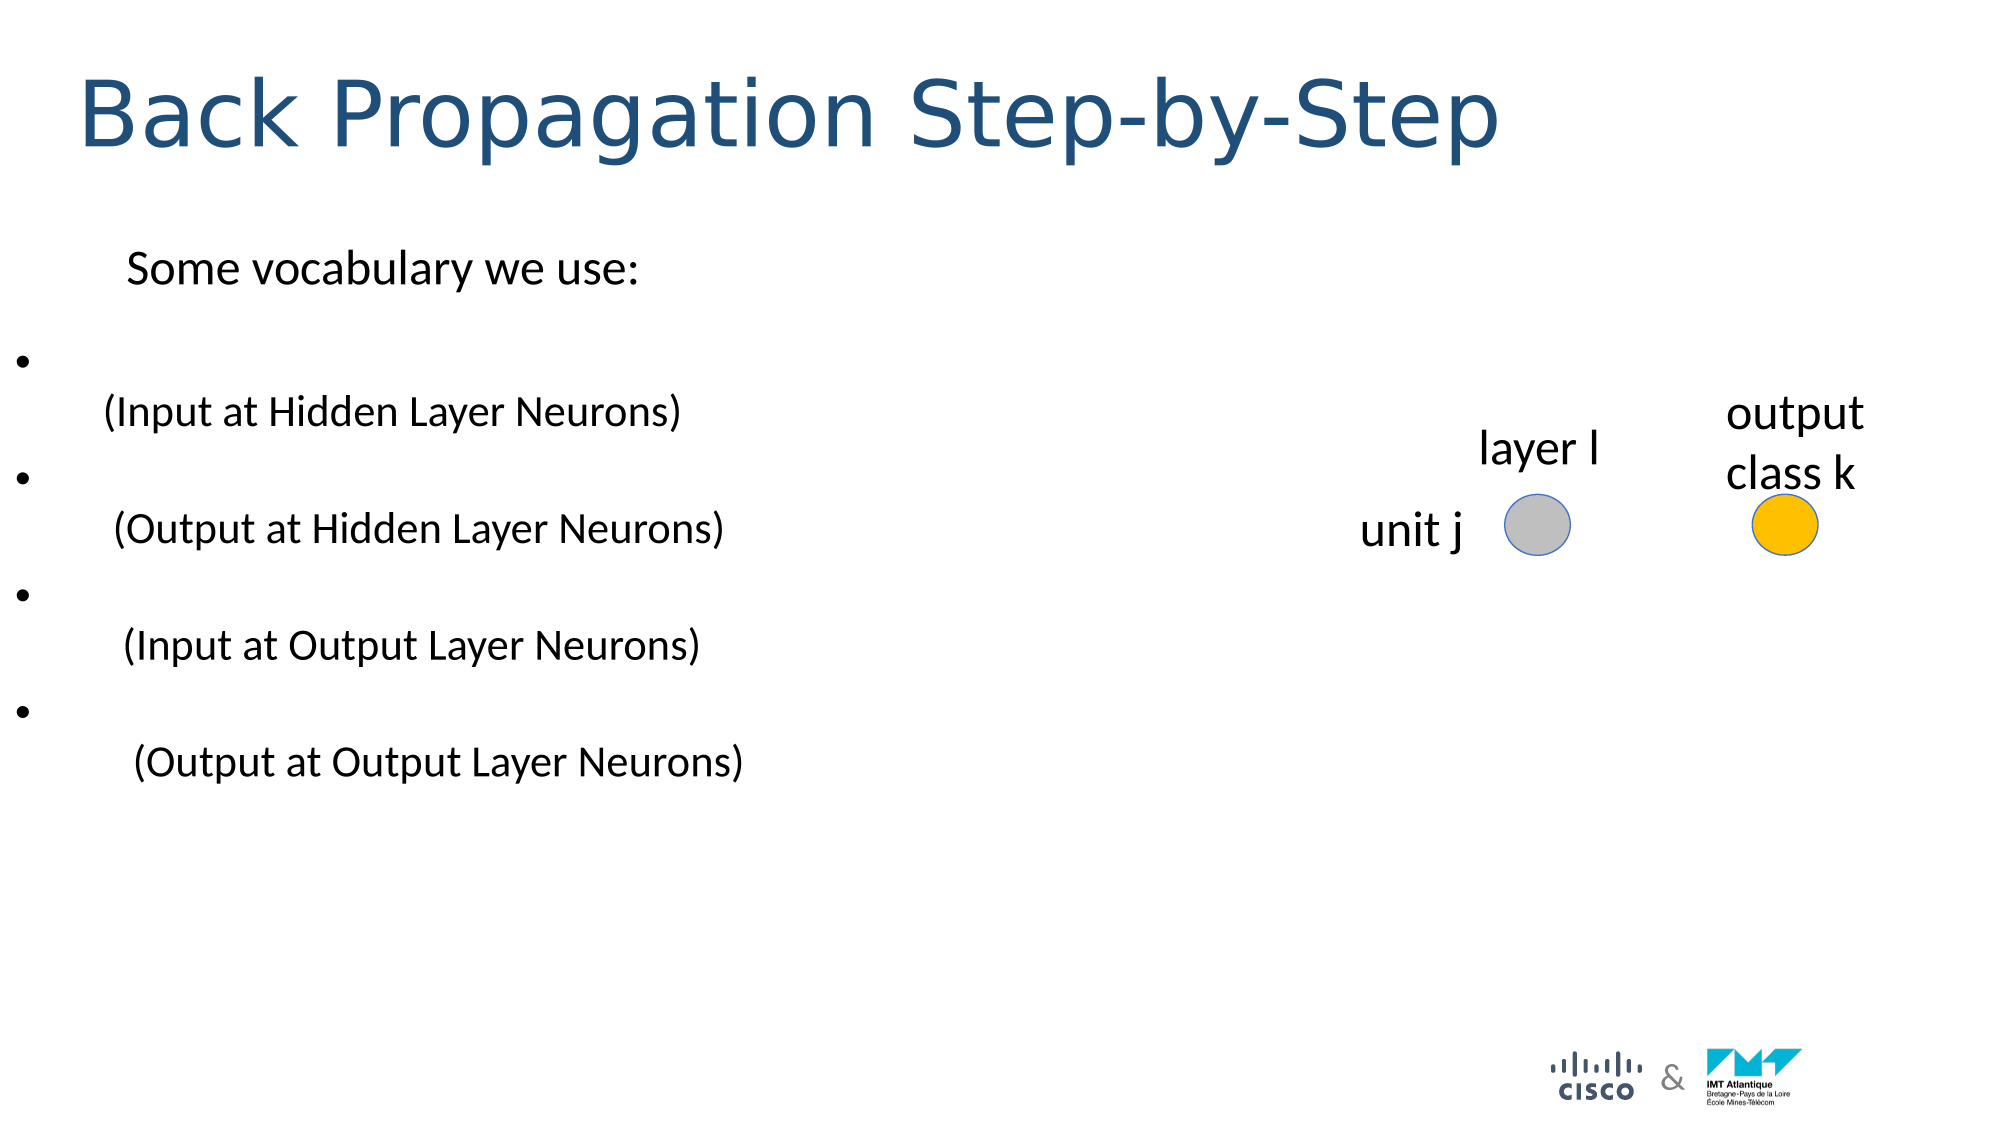 Back Propagation Step-by-Step
Some vocabulary we use:
•
(Input at Hidden Layer Neurons)
•
(Output at Hidden Layer Neurons)
•
(Input at Output Layer Neurons)
•
(Output at Output Layer Neurons)
layer l
output
class k
unit j
CISCO
&
IMT Atlantique
Bretagne-Pays de la Loire
École Mines-Télécom